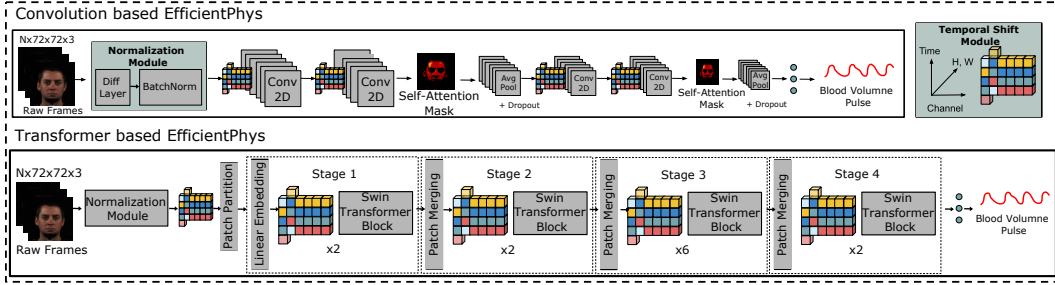 Convolution based EfficientPhys
Nx72x72x3
Raw Frames
Normalization
Module
Diff
Layer
BatchNorm
Conv
2D
Conv
2D
Self-Attention
Mask
Avg
Pool
+ Dropout
Conv
2D
Conv
2D
Self-Attention
Mask
Avg
Pool
+ Dropout
Blood Volumne
Pulse
Temporal Shift
Module
Time
H, W
Channel
Transformer based EfficientPhys
Nx72x72x3
Raw Frames
Normalization
Module
Patch Partition
Linear Embedding
Stage 1
Swin
Transformer
Block
x2
Patch Merging
Stage 2
Swin
Transformer
Block
x2
Patch Merging
Stage 3
Swin
Transformer
Block
x6
Patch Merging
Stage 4
Swin
Transformer
Block
x2
Blood Volumne
Pulse